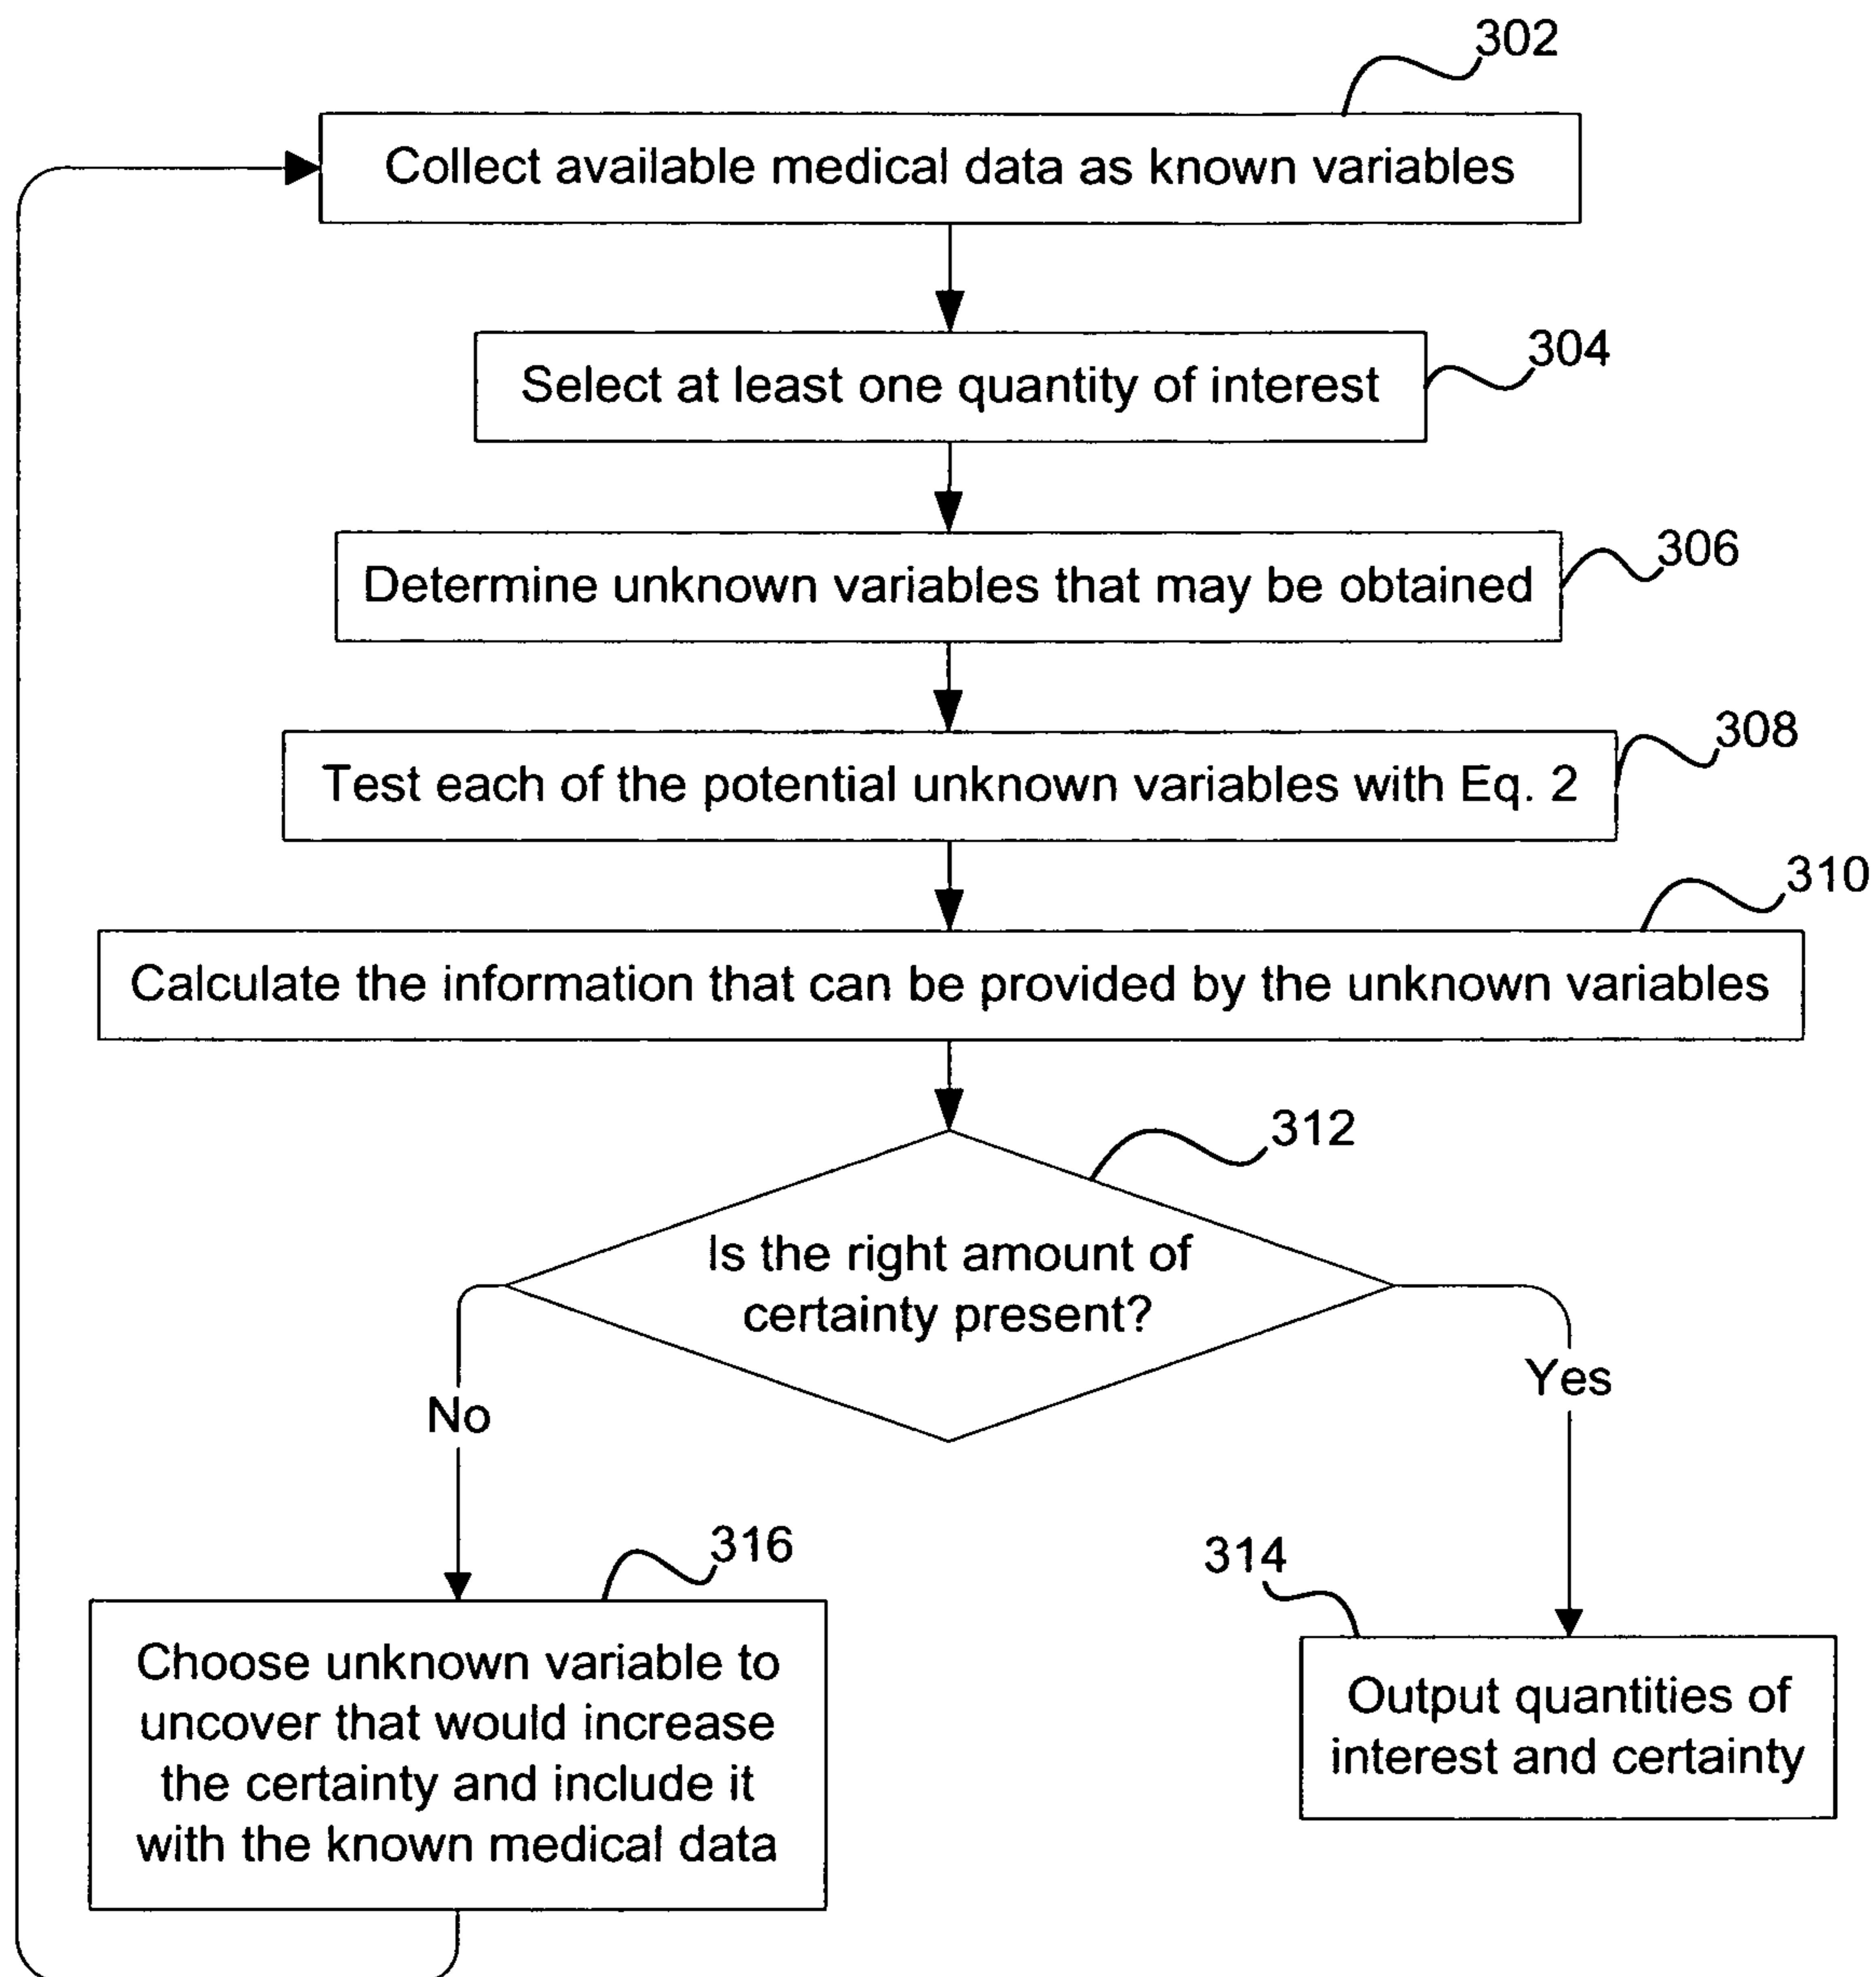 302
Collect available medical data as known variables
304
Select at least one quantity of interest
306
Determine unknown variables that may be obtained
308
Test each of the potential unknown variables with Eq. 2
310
Calculate the information that can be provided by the unknown variables
312
Is the right amount of
certainty present?
No
Yes
316
Choose unknown variable to
uncover that would increase
the certainty and include it
with the known medical data
314
Output quantities of
interest and certainty